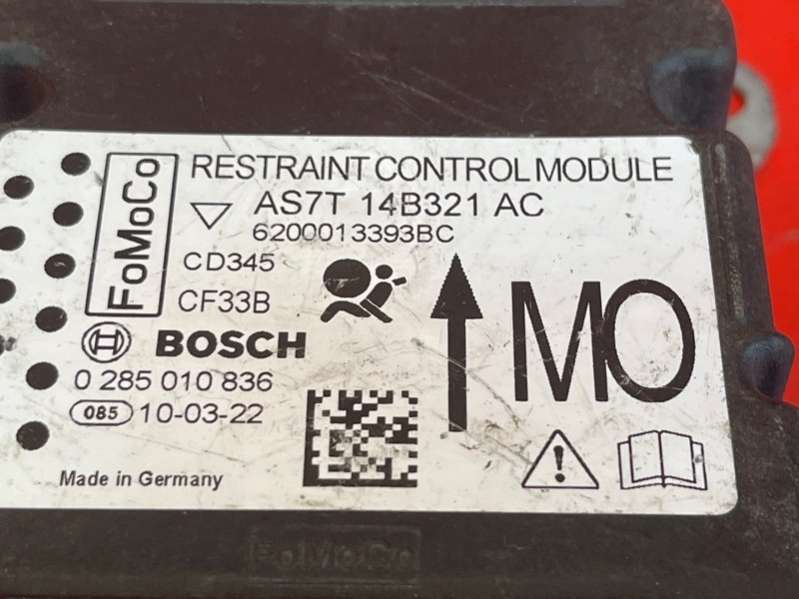 FoMoCo
RESTRAINT CONTROL MODULE
AS7T 14B321 AC
6200013393BC
CD345
CF33B
MO
BOSCH
0 285 010 836
085 10-03-22
Made in Germany
FoMoCo